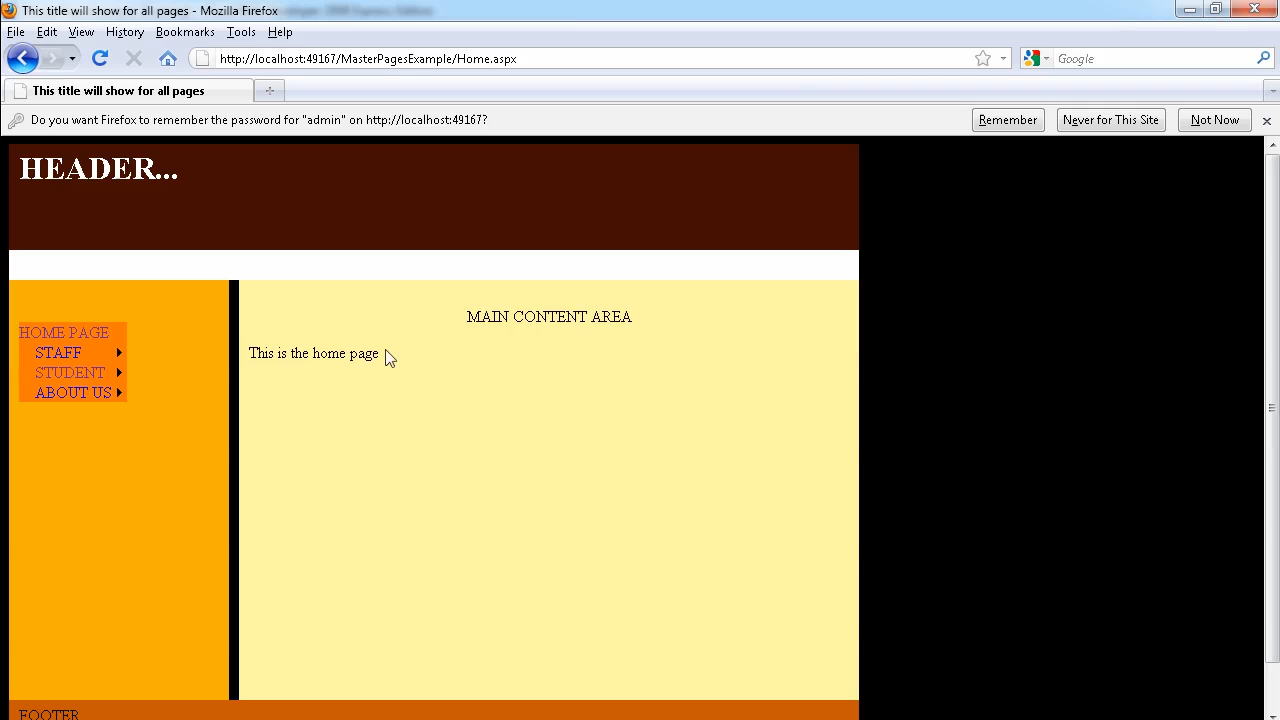 This title will show for all pages - Mozilla Firefox
File Edit View History Bookmarks Tools Help
http://localhost:49167/MasterPagesExample/Home.aspx
Google
This title will show for all pages
Do you want Firefox to remember the password for "admin" on http://localhost:49167?
Remember Never for This Site Not Now
HEADER...
MAIN CONTENT AREA
HOME PAGE
This is the home page
STAFF
STUDENT
ABOUT US
FOOTER